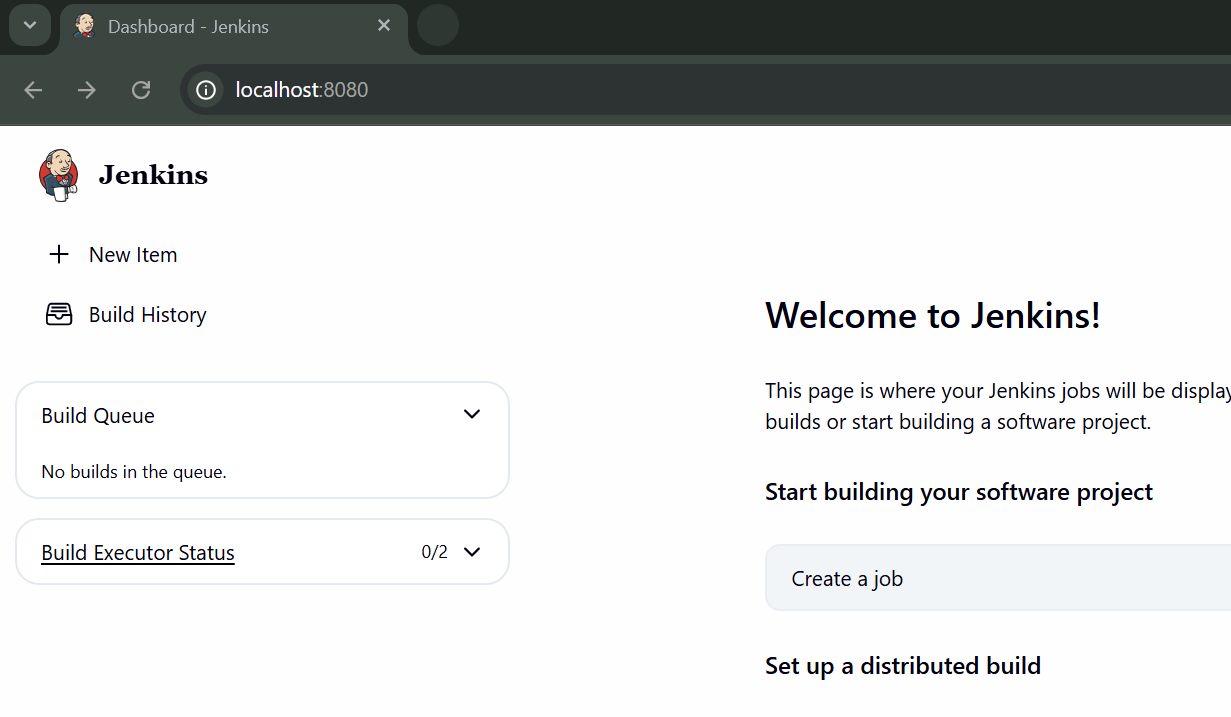 Dashboard - Jenkins
localhost:8080
Jenkins
New Item
Build History
Welcome to Jenkins!
This page is where your Jenkins jobs will be
builds or start building a software project.
Build Queue
No builds in the queue.
Start building your software project
Build Executor Status 0/2
Create a job
Set up a distributed build